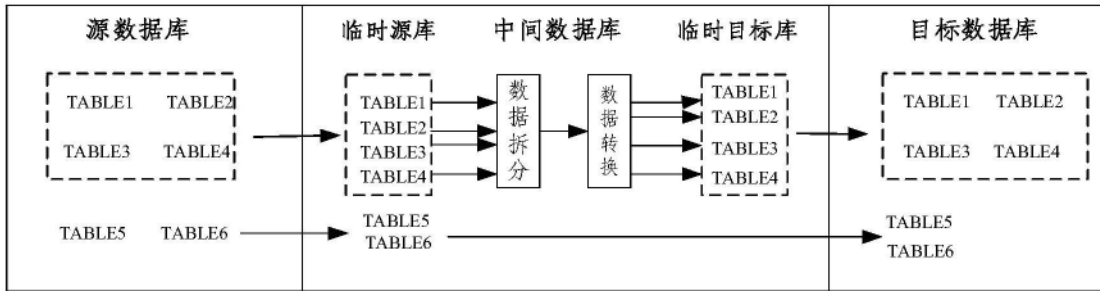 源数据库 临时源库 中间数据库 临时目标库 目标数据库
TABLE1 TABLE2
TABLE3 TABLE4
TABLE5 TABLE6
TABLE1
TABLE2
TABLE3
TABLE4
TABLE5
TABLE6
数据拆分
数据转换
TABLE1
TABLE2
TABLE3
TABLE4
TABLE1 TABLE2
TABLE3 TABLE4
TABLE5
TABLE6